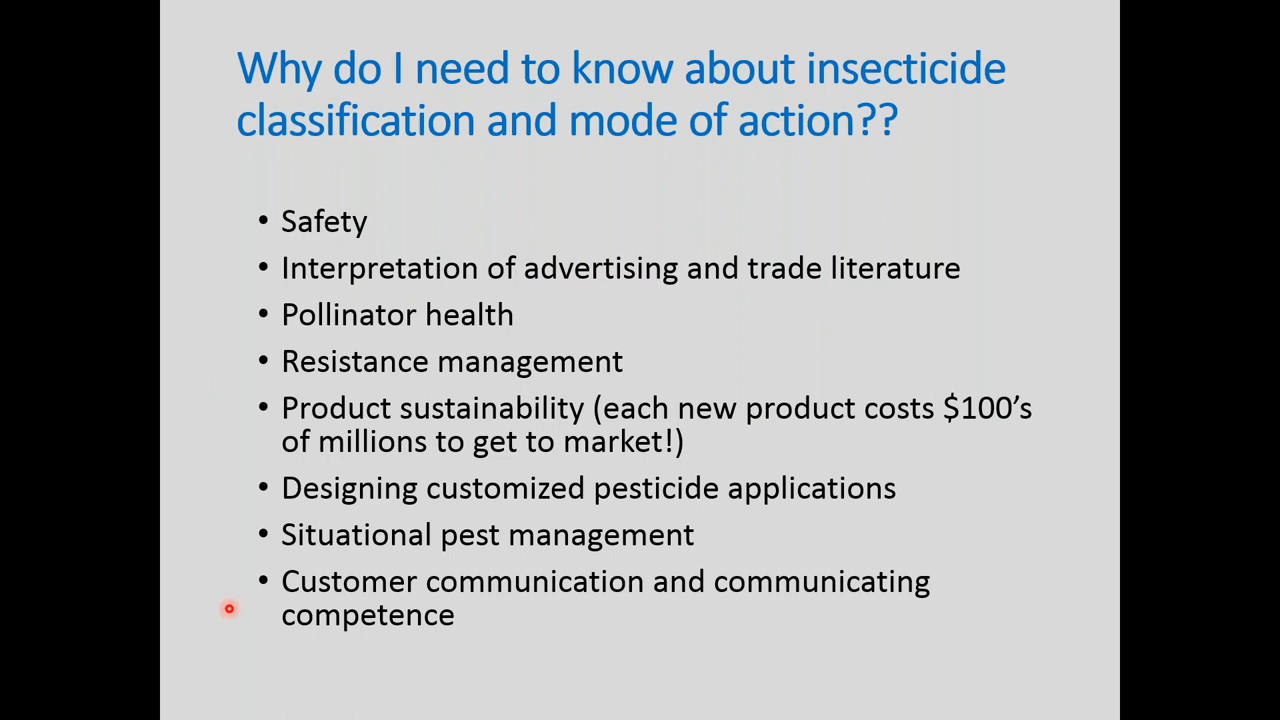 Why do I need to know about insecticide
classification and mode of action??
• Safety
• Interpretation of advertising and trade literature
• Pollinator health
• Resistance management
• Product sustainability (each new product costs $100’s
of millions to get to market!)
• Designing customized pesticide applications
• Situational pest management
• Customer communication and communicating
competence